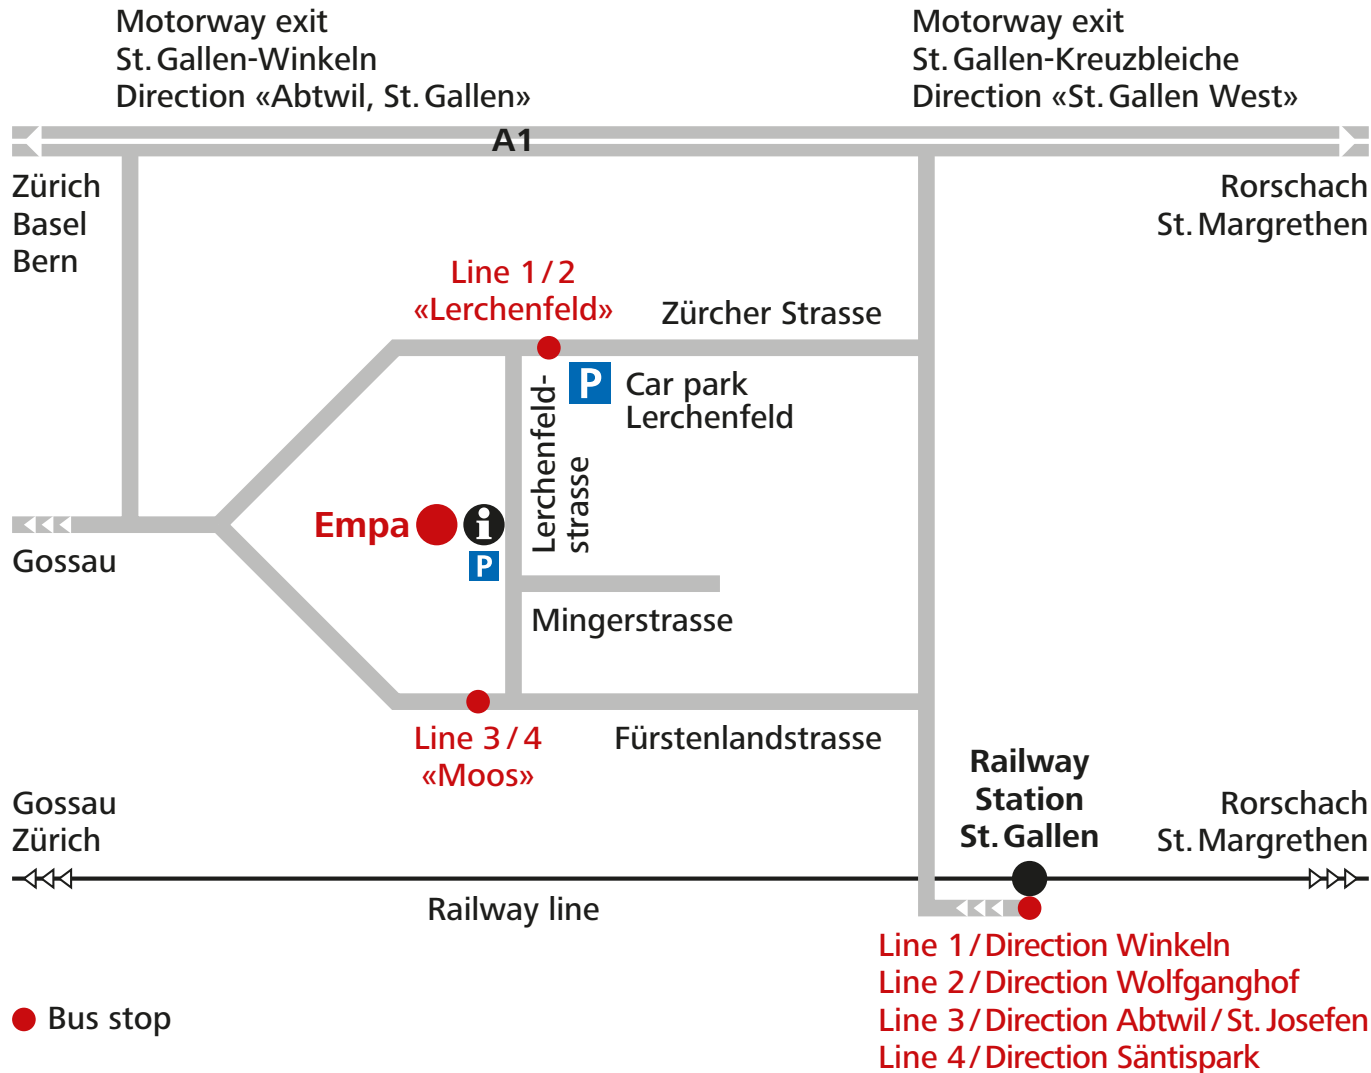 Motorway exit
St. Gallen-Winkeln
Direction «Abtwil, St. Gallen»
Motorway exit
St. Gallen-Kreuzbleiche
Direction «St. Gallen West»
A1
Zürich
Basel
Bern
Rorschach
St. Margrethen
Line 1/2
«Lerchenfeld»
Zürcher Strasse
P
Car park
Lerchenfeld
Lerchenfeld-
strasse
Empa
i
P
Gossau
Mingerstrasse
Line 3/4
«Moos»
Fürstenlandstrasse
Railway
Station
St. Gallen
Gossau
Zürich
Rorschach
St. Margrethen
Railway line
Line 1/Direction Winkeln
Line 2/Direction Wolfganghof
Line 3/Direction Abtwil/St. Josefen
Line 4/Direction Säntispark
Bus stop